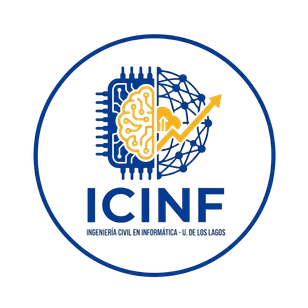 ICINF
INGENIERÍA CIVIL EN INFORMÁTICA - U. DE LOS LAGOS